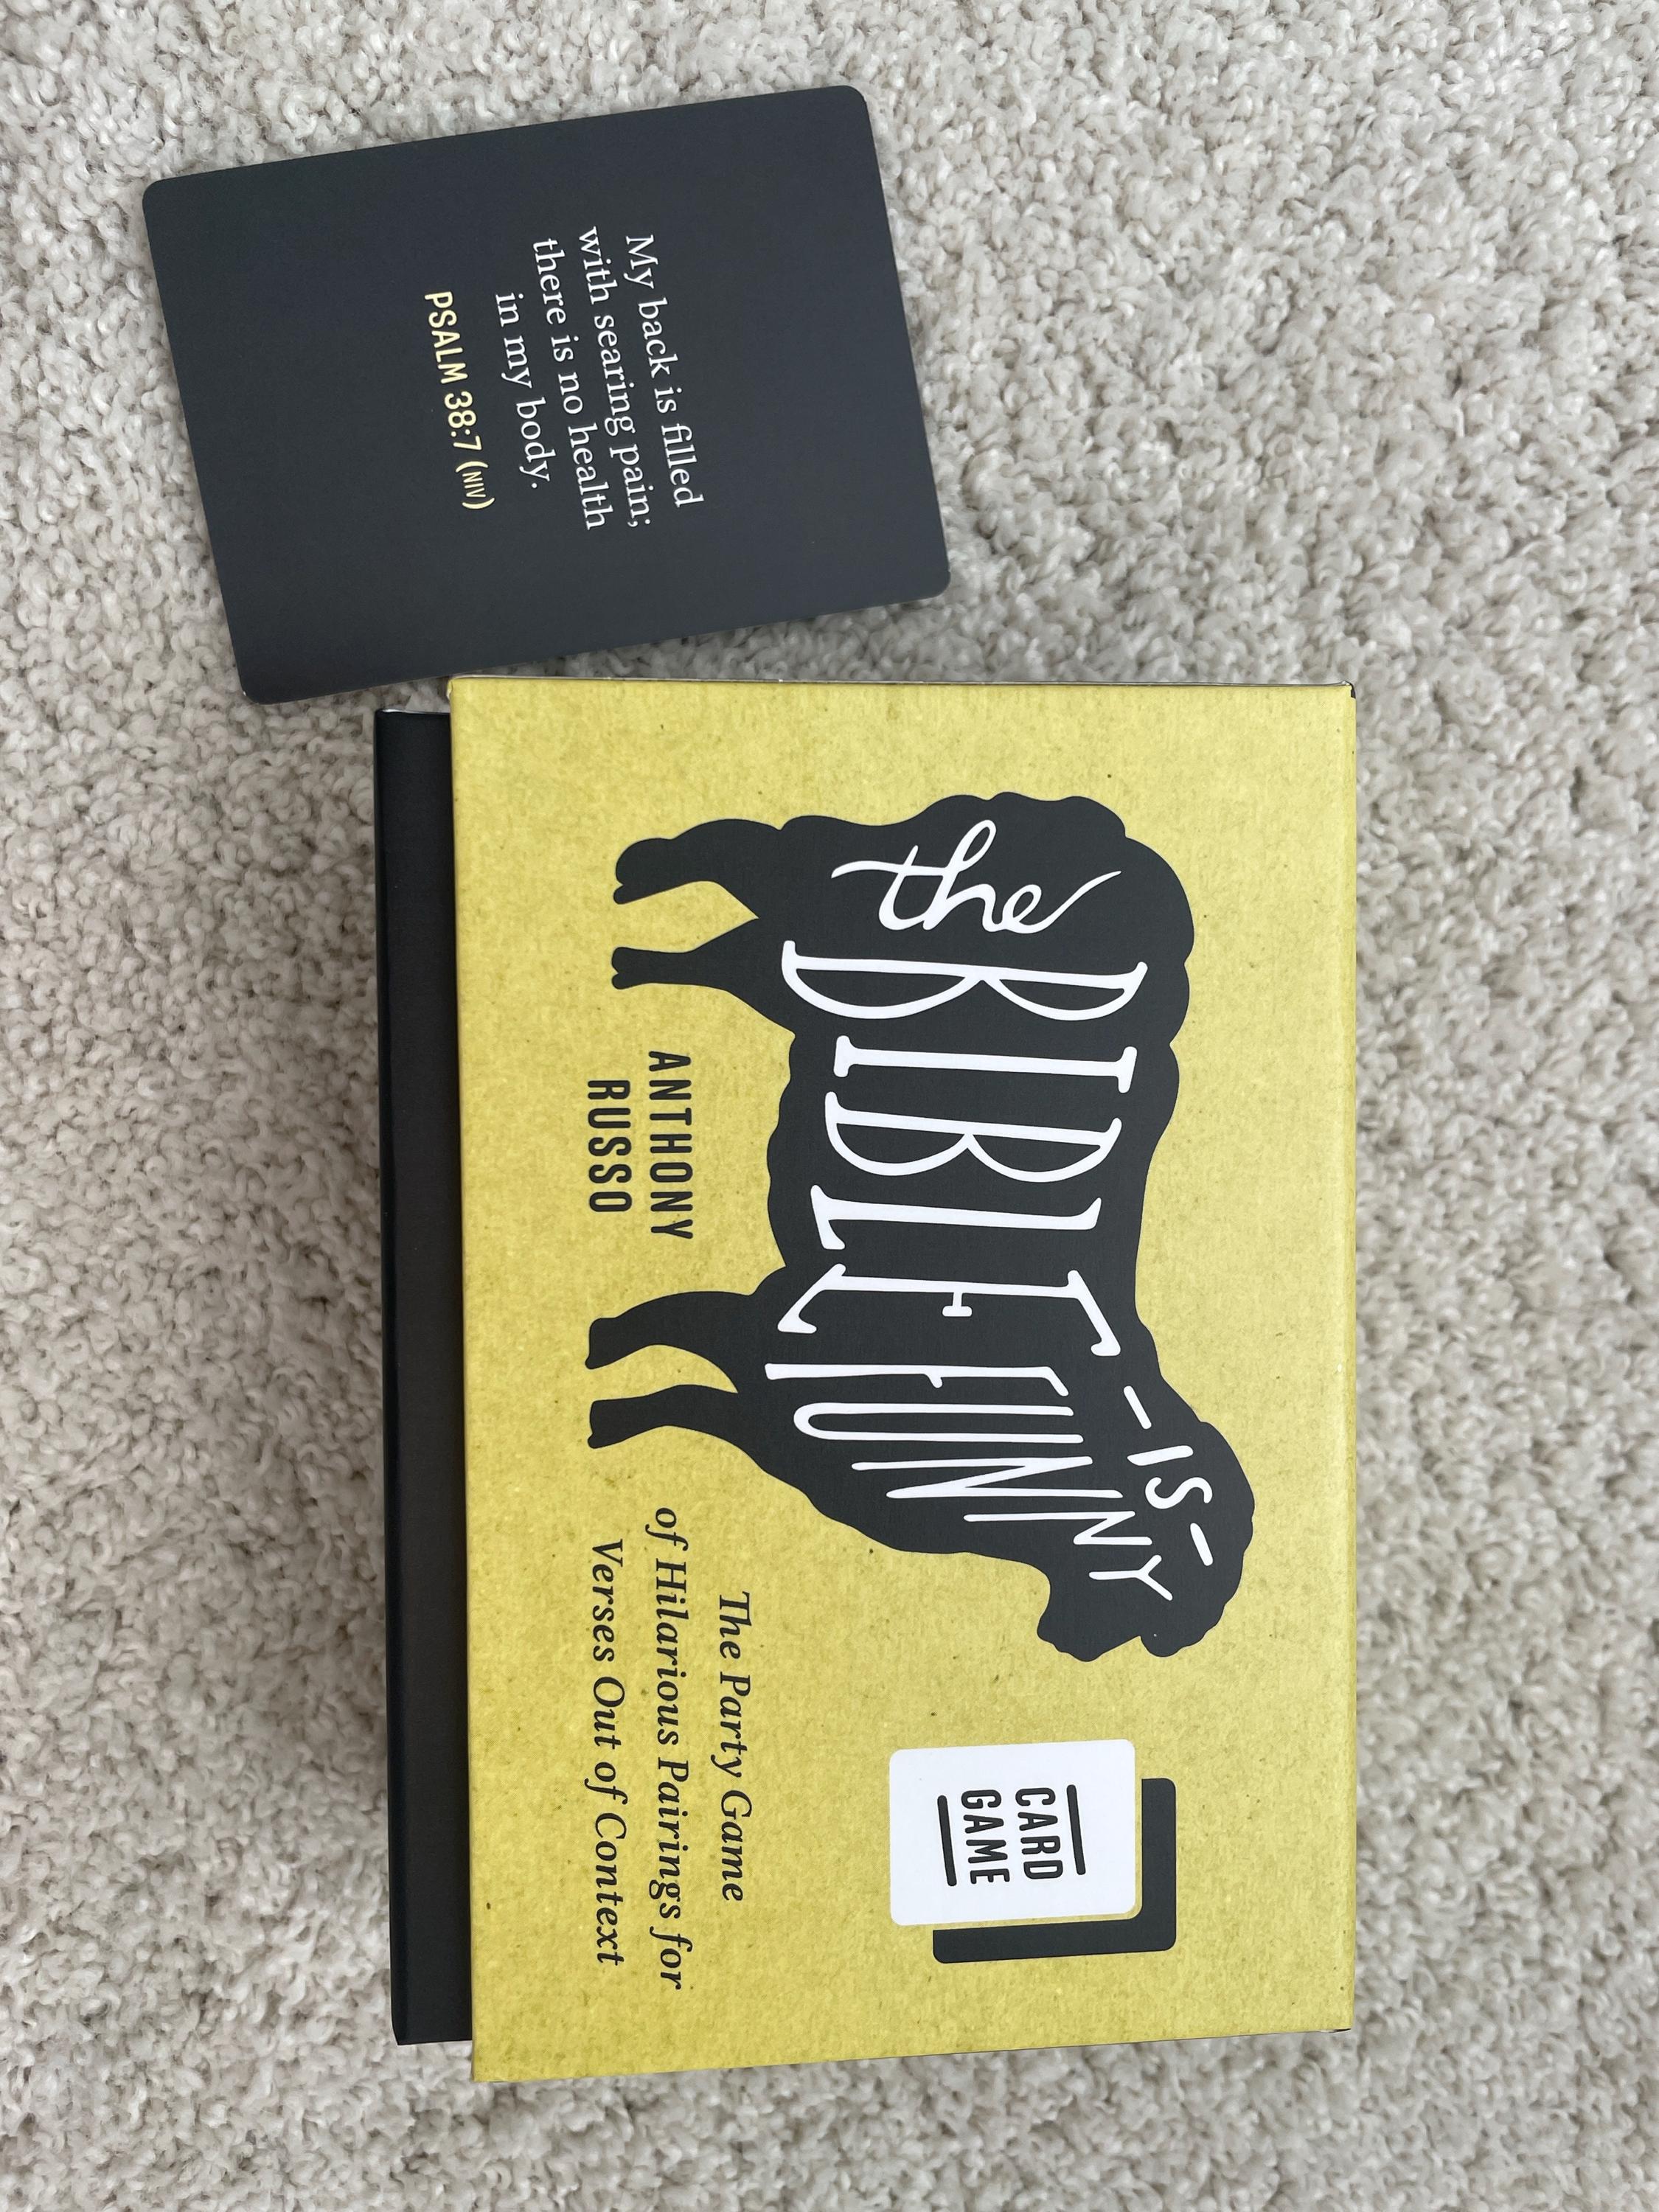 My back is filled
with searing pain;
there is no health
in my body.
PSALM 38:7 (NIV)
the
BIBLE
-IS-
FUNNY
CARD
GAME
ANTHONY
RUSSO
The Party Game
of Hilarious Pairings for
Verses Out of Context